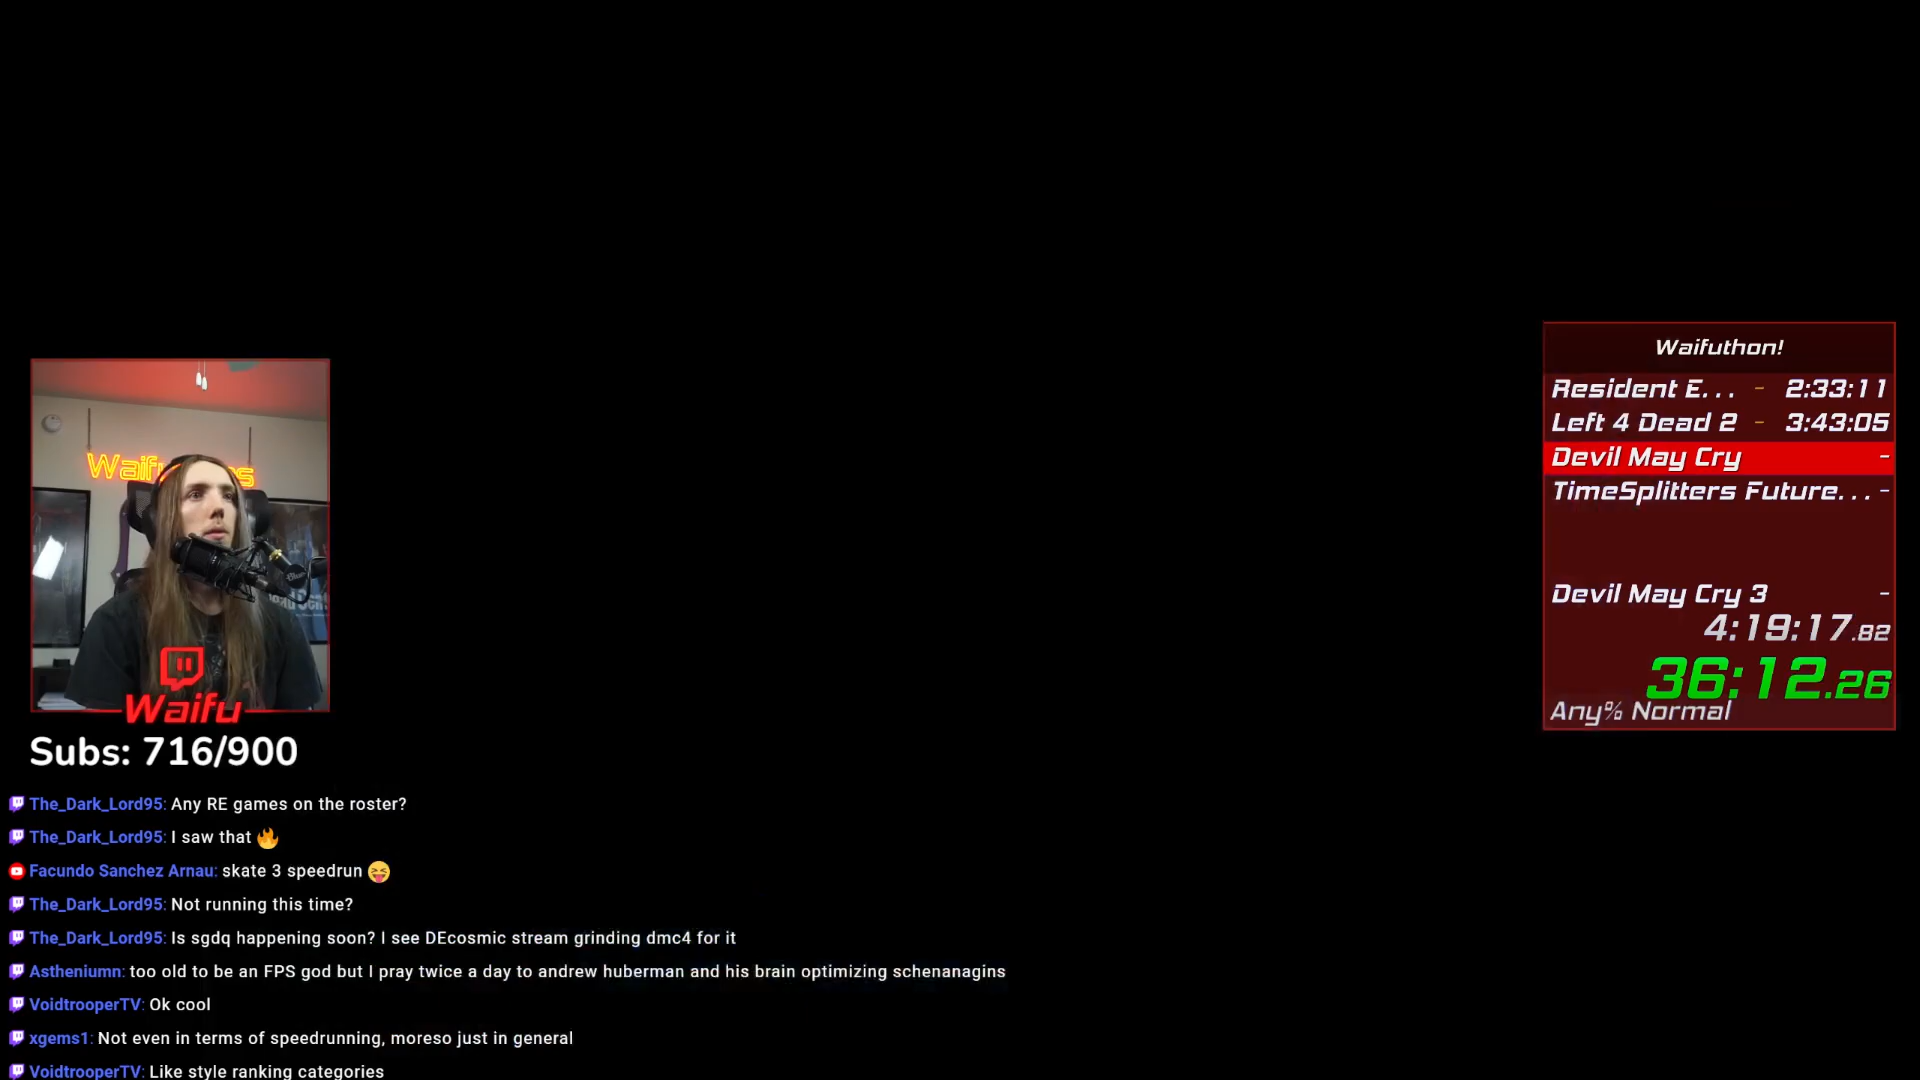 Waifuthon!
Resident E... - 2:33:11
Left 4 Dead 2 - 3:43:05
Devil May Cry -
TimeSplitters Future... -
Devil May Cry 3 -
4:19:17.82
36:12.26
Any% Normal
Waifu
Subs: 716/900
The_Dark_Lord95: Any RE games on the roster?
The_Dark_Lord95: I saw that 🔥
Facundo Sanchez Arnau: skate 3 speedrun 😝
The_Dark_Lord95: Not running this time?
The_Dark_Lord95: Is sgdq happening soon? I see DEcosmic stream grinding dmc4 for it
Astheniumn: too old to be an FPS god but I pray twice a day to andrew huberman and his brain optimizing schenanagins
VoidtrooperTV: Ok cool
xgems1: Not even in terms of speedrunning, moreso just in general
VoidtrooperTV: Like style ranking categories